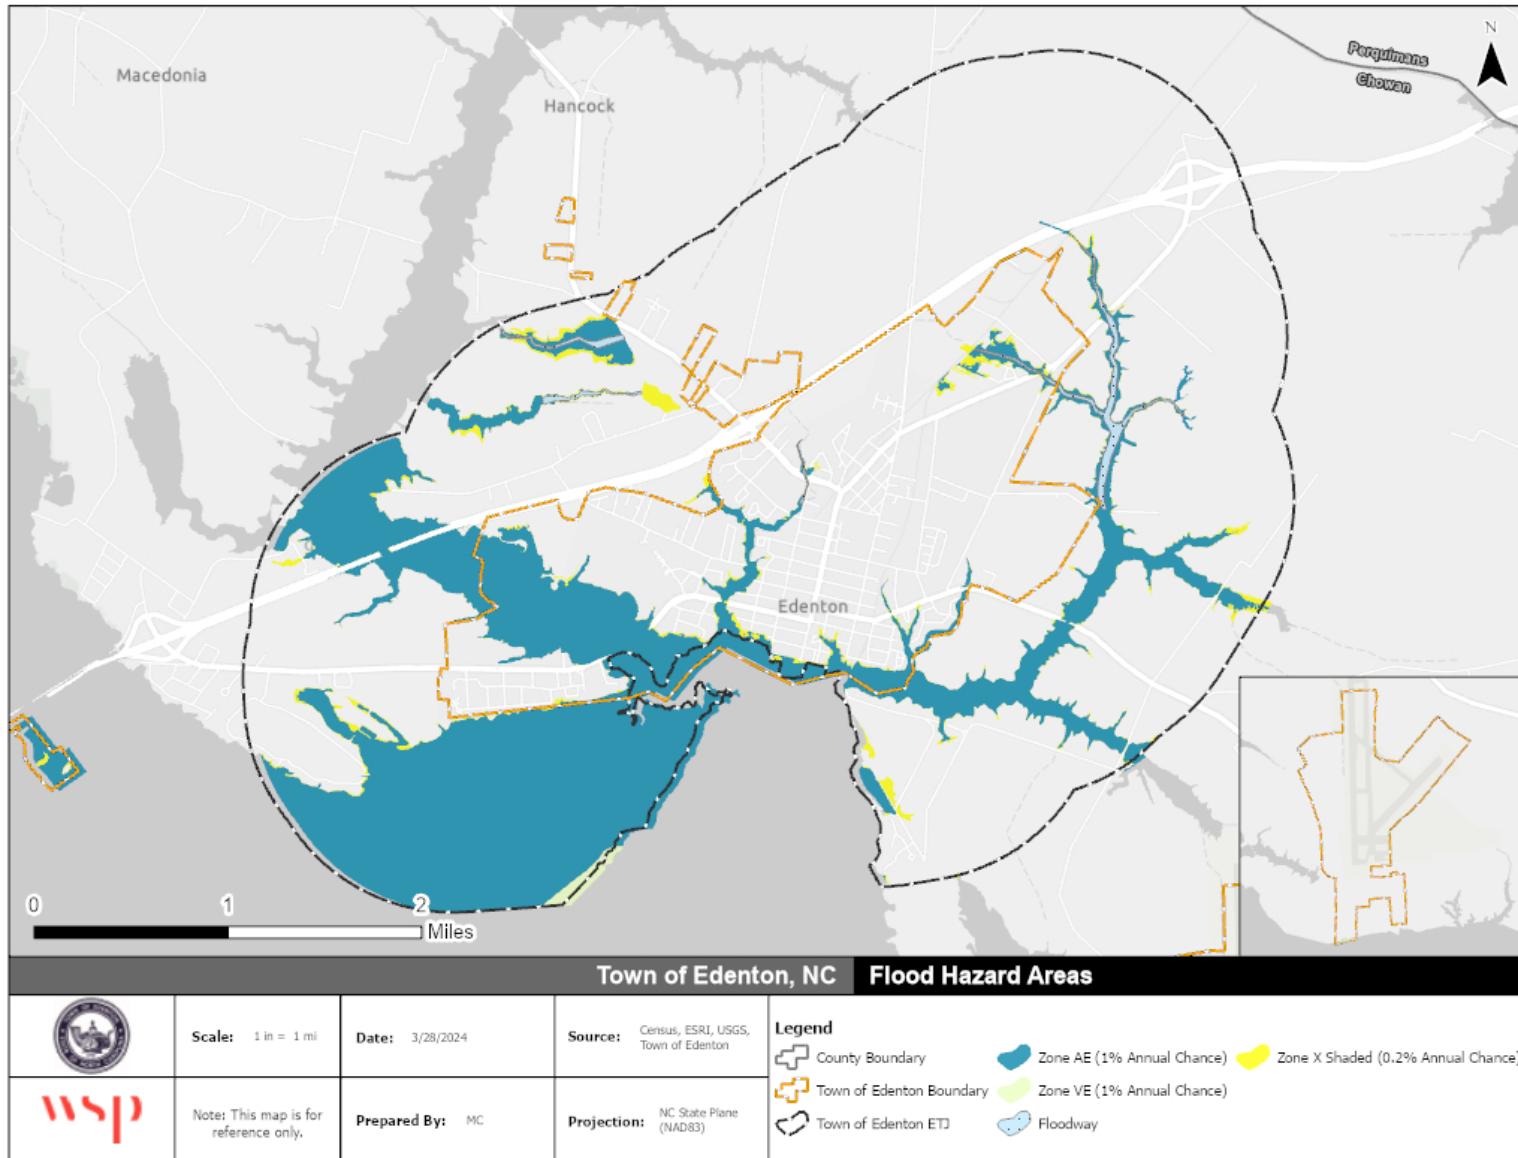 Macedonia
Hancock
Perquimans
Chowan
N
Edenton
0 1 2
Miles
Town of Edenton, NC Flood Hazard Areas
Scale: 1 in = 1 mi
Date: 3/28/2024
Source: Census, ESRI, USGS,
Town of Edenton
wsp
Note: This map is for
reference only.
Prepared By: MC
Projection: NC State Plane
(NAD83)
Legend
County Boundary
Town of Edenton Boundary
Town of Edenton ETJ
Zone AE (1% Annual Chance)
Zone VE (1% Annual Chance)
Floodway
Zone X Shaded (0.2% Annual Chance)